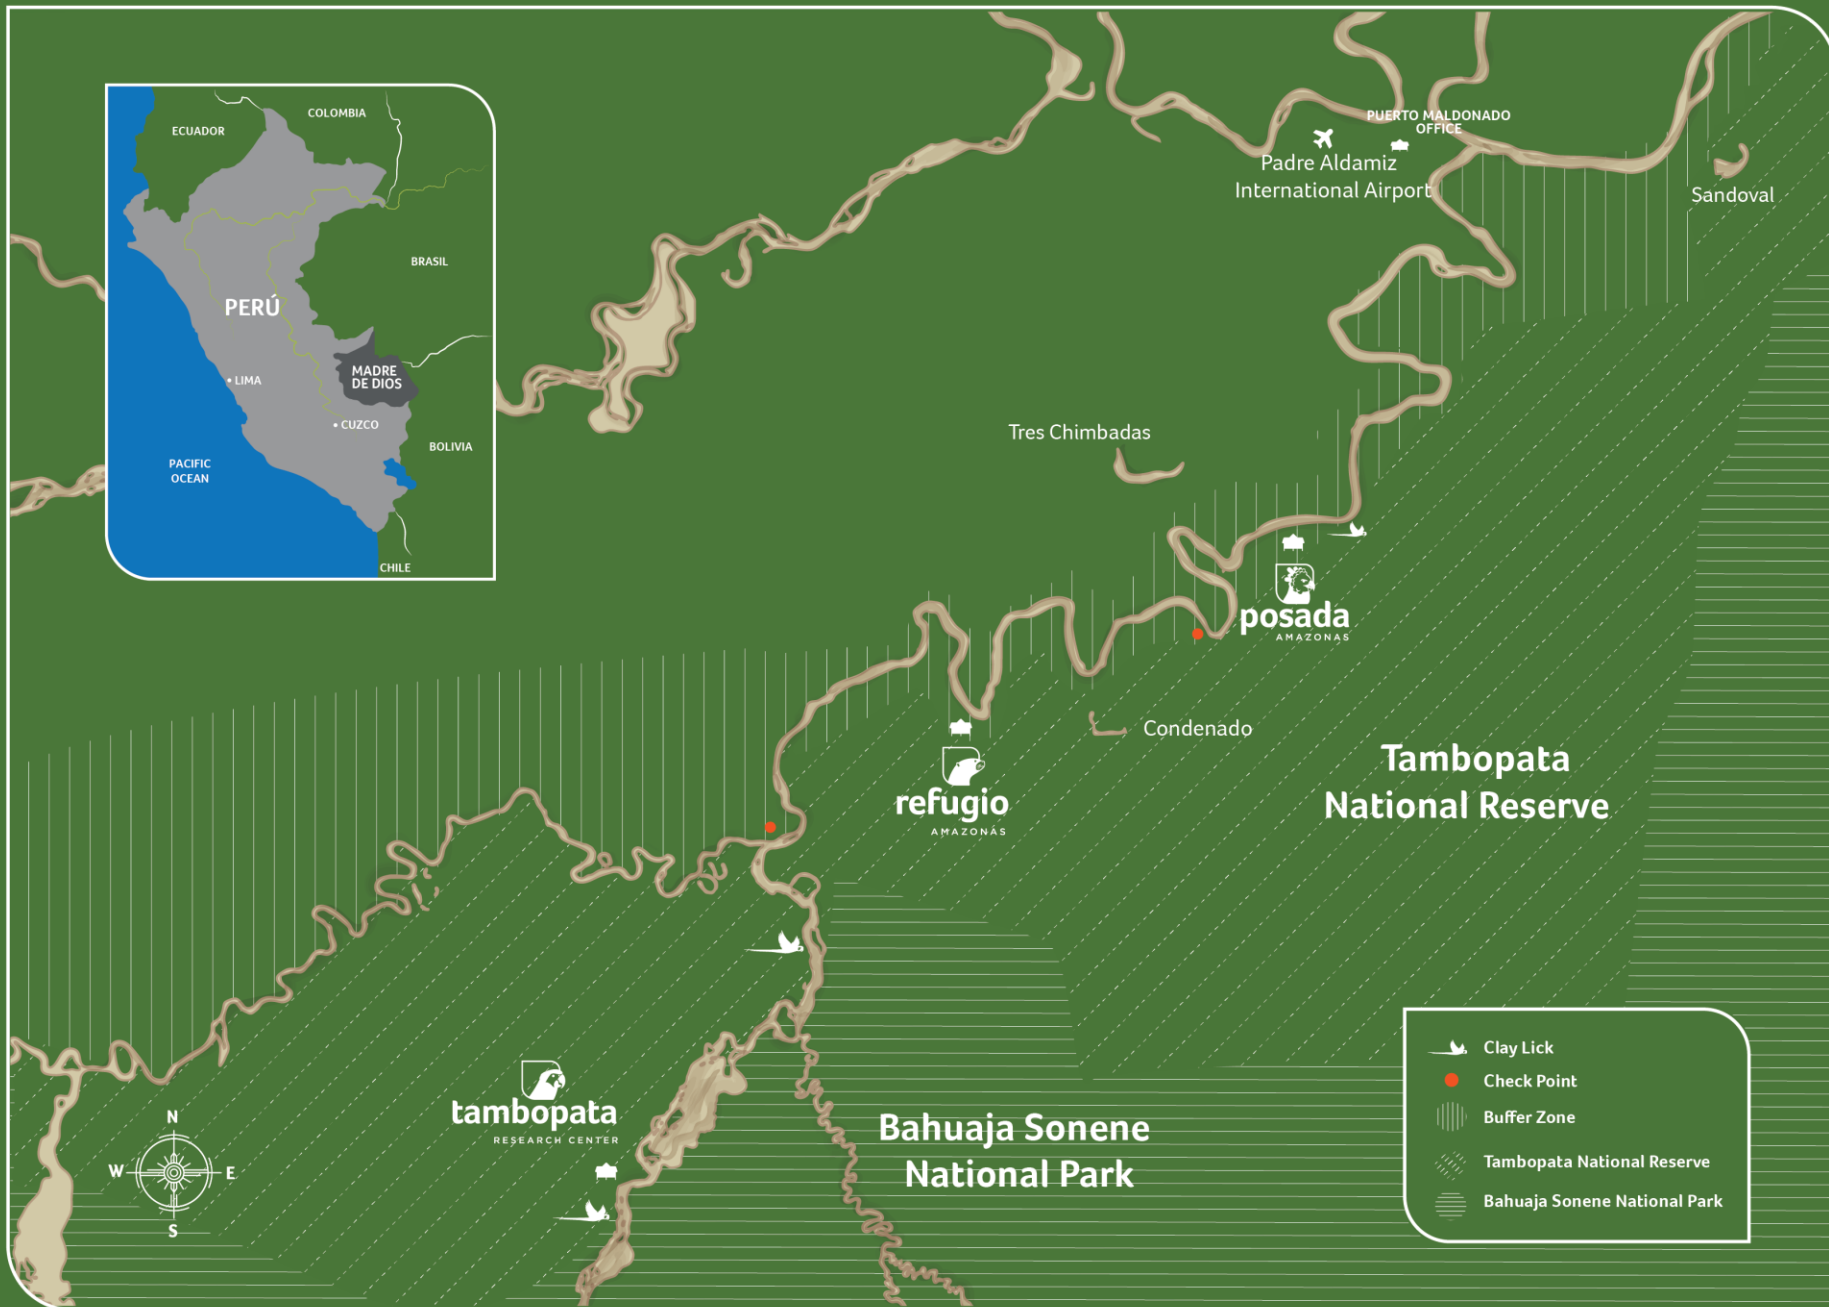 ECUADOR
COLOMBIA
BRASIL
PERÚ
MADRE
DE DIOS
LIMA
CUZCO
BOLIVIA
PACIFIC
OCEAN
CHILE
PUERTO MALDONADO
OFFICE
Padre Aldamiz
International Airport
Sandoval
Tres Chimbadas
posada
AMAZONAS
Condenado
refugio
AMAZONÁS
Tambopata
National Reserve
tambopata
RESEARCH CENTER
Bahuaja Sonene
National Park
N
W
E
S
Clay Lick
Check Point
Buffer Zone
Tambopata National Reserve
Bahuaja Sonene National Park